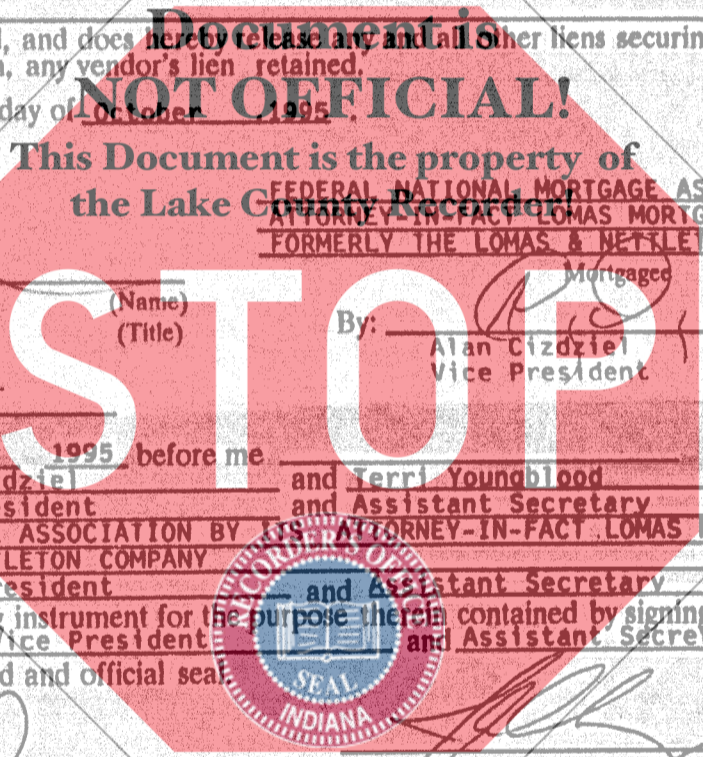 Document is
, and does hereby release any and all other liens securin
, any vendor's lien retained.
day of October , 1995 .
NOT OFFICIAL!
This Document is the property of
the Lake County Recorder!
FEDERAL NATIONAL MORTGAGE AS
ATTORNEY-IN-FACT LOMAS MORTG
FORMERLY THE LOMAS & NETTLET
Mortgagee
(Name)
(Title)
By:
Alan Cizdziel
Vice President
STOP
1995 before me
dziel and Terri Youngblood
sident and Assistant Secretary
ASSOCIATION BY ITS ATTORNEY-IN-FACT LOMAS
LETON COMPANY
resident and Assistant Secretary
instrument for the purpose therein contained by signing
Vice President and Assistant Secre
d and official seal.
RECORDER'S OFFICE
SEAL
INDIANA